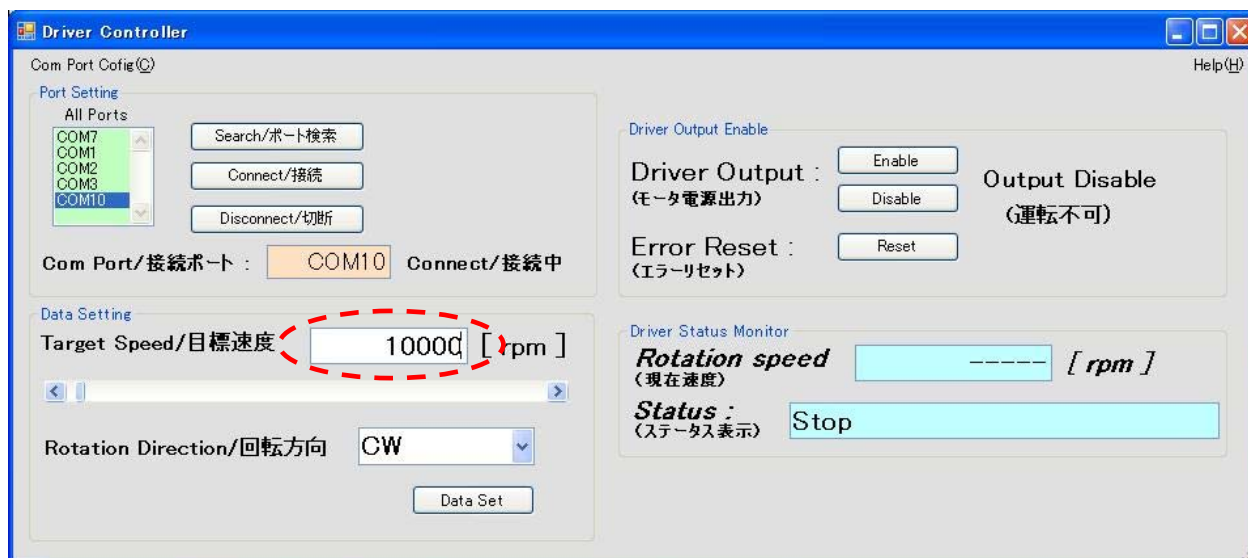 Driver Controller
Com Port Cofig(C)
Help(H)
Port Setting
All Ports
COM7
COM1
COM2
COM3
COM10
Search/ポート検索
Connect/接続
Disconnect/切断
Com Port/接続ポート : COM10 Connect/接続中
Data Setting
Target Speed/目標速度 10000 [ rpm ]
Rotation Direction/回転方向 CW
Data Set
Driver Output Enable
Driver Output :
(モータ電源出力)
Enable
Disable
Output Disable
(運転不可)
Error Reset :
(エラーリセット)
Reset
Driver Status Monitor
Rotation speed
(現在速度)
----- [ rpm ]
Status :
(ステータス表示)
Stop